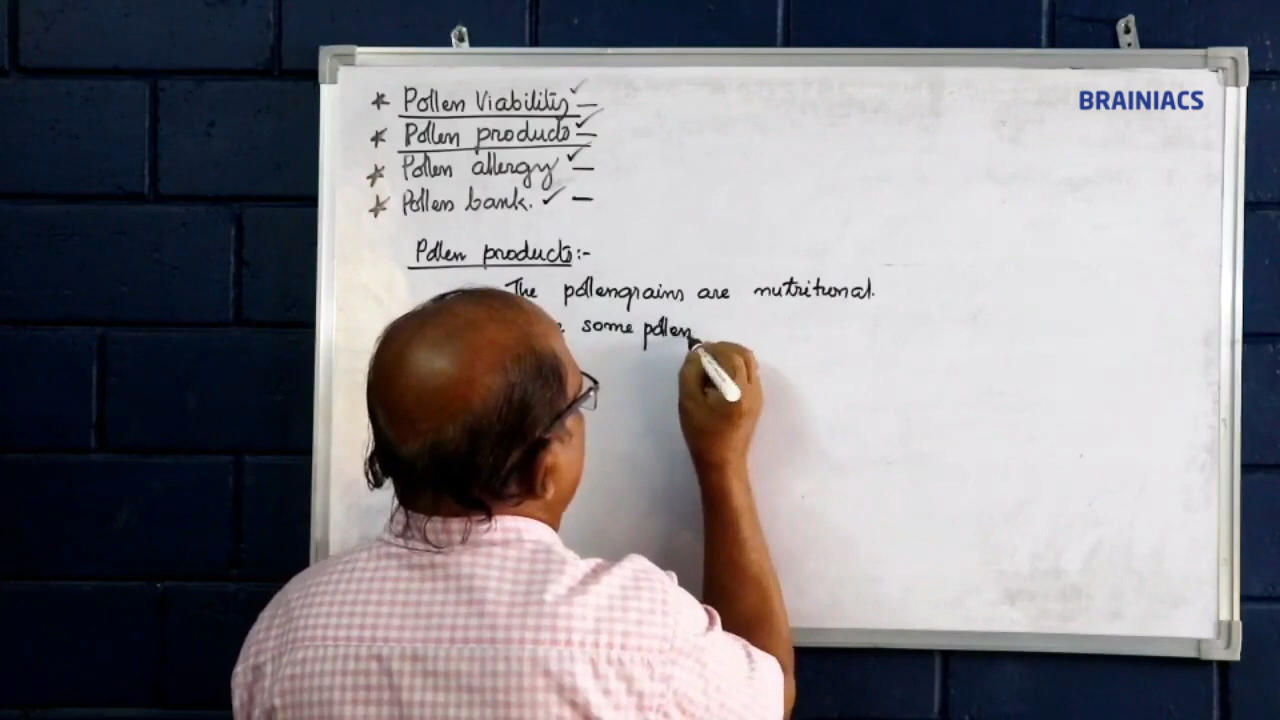 BRAINIACS
* Pollen Viability ✓ —
* Pollen products ✓ —
* Pollen allergy ✓ —
* Pollen bank. ✓ —
Pollen products:-
The pollengrains are nutritional.
some pollen